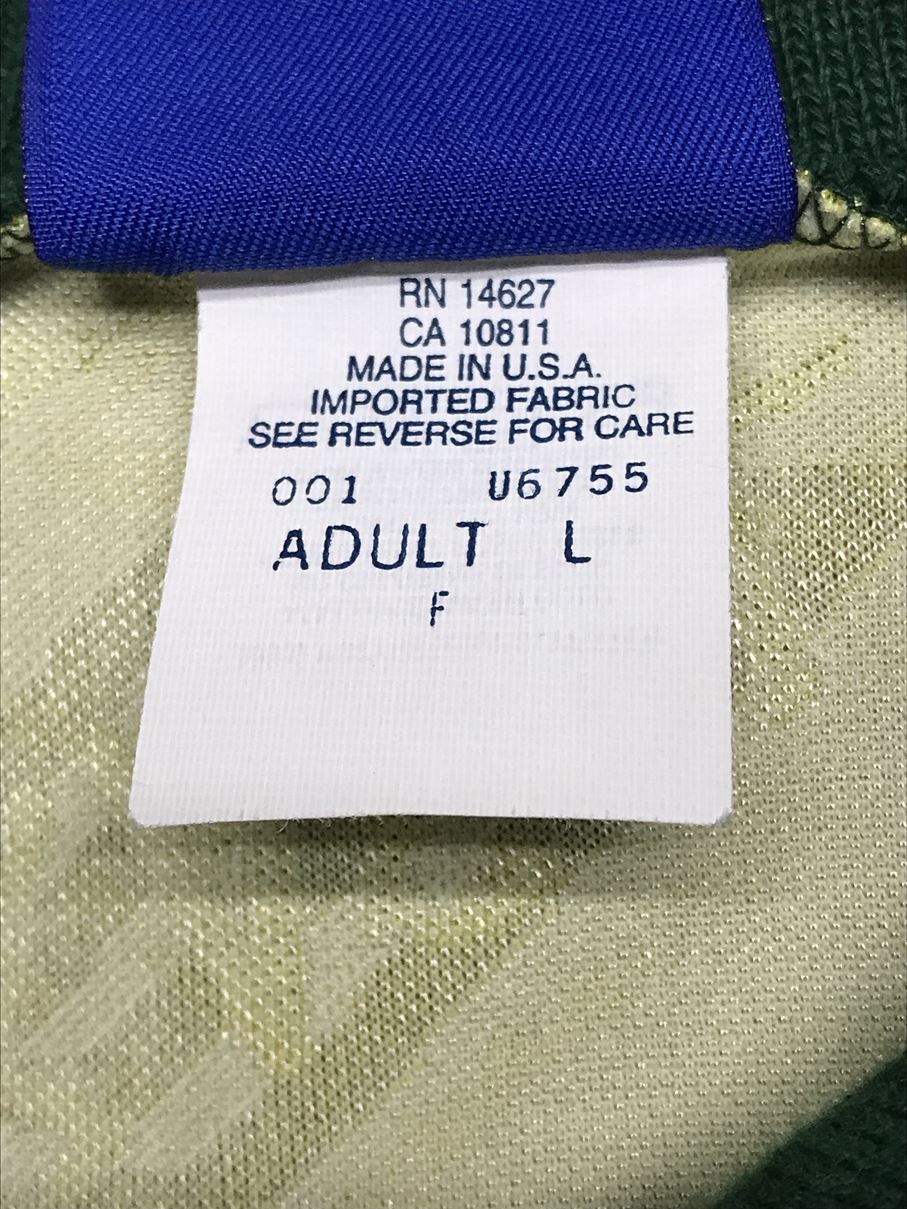 RN 14627
CA 10811
MADE IN U.S.A.
IMPORTED FABRIC
SEE REVERSE FOR CARE
001 U6755
ADULT L
F